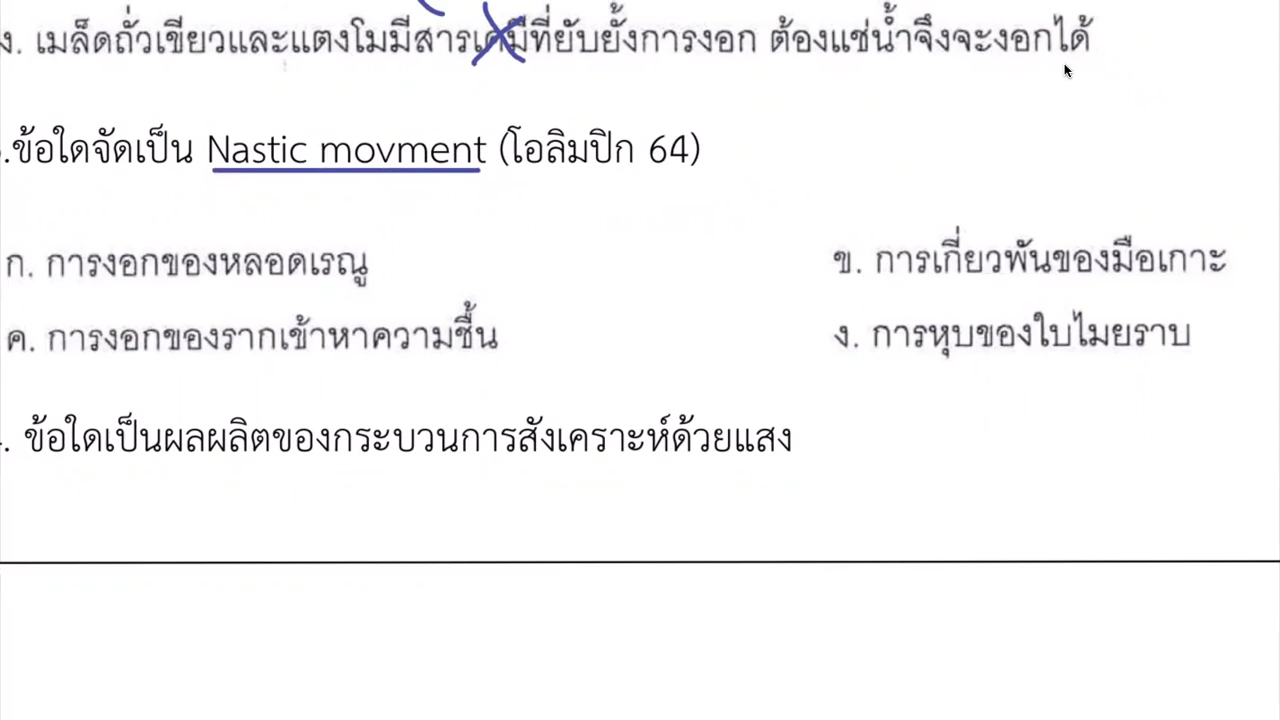 ง. เมล็ดถั่วเขียวและแตงโมมีสารเคมีที่ยับยั้งการงอก ต้องแช่น้ำจึงจะงอกได้
.ข้อใดจัดเป็น Nastic movment (โอลิมปิก 64)
ก. การงอกของหลอดเรณู
ข. การเกี่ยวพันของมือเกาะ
ค. การงอกของรากเข้าหาความชื้น
ง. การหุบของใบไมยราบ
. ข้อใดเป็นผลผลิตของกระบวนการสังเคราะห์ด้วยแสง